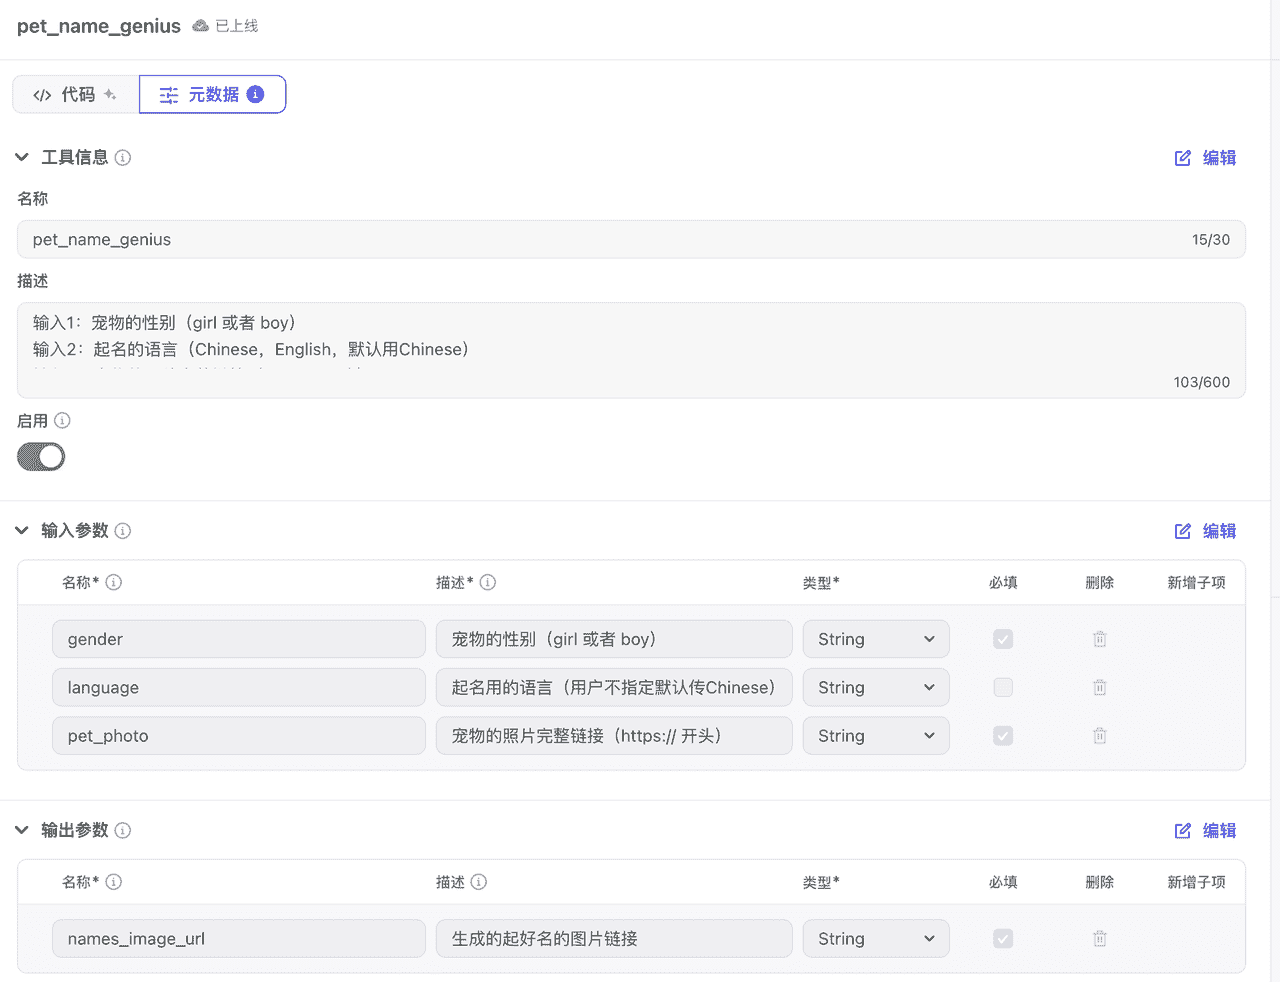 pet_name_genius 已上线
代码 元数据
工具信息 编辑
名称
pet_name_genius 15/30
描述
输入1：宠物的性别（girl 或者 boy）
输入2：起名的语言（Chinese，English，默认用Chinese）
103/600
启用
输入参数 编辑
名称* 描述* 类型* 必填 删除 新增子项
gender 宠物的性别（girl 或者 boy） String
language 起名用的语言（用户不指定默认传Chinese） String
pet_photo 宠物的照片完整链接（https:// 开头） String
输出参数 编辑
名称* 描述 类型* 必填 删除 新增子项
names_image_url 生成的起好名的图片链接 String